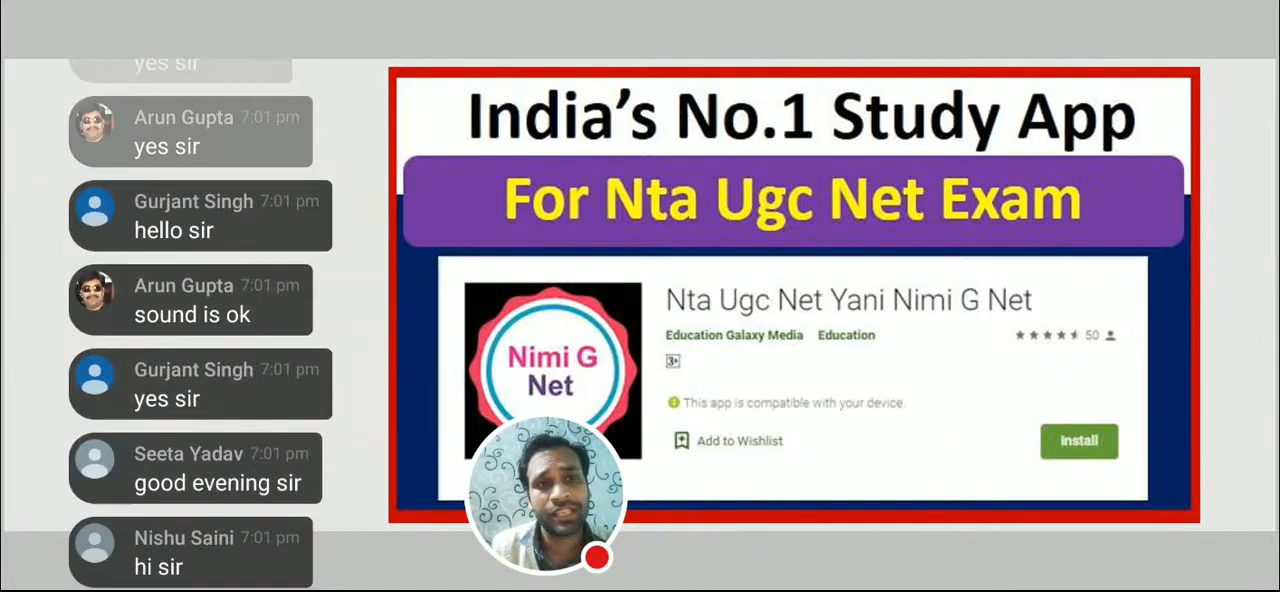 yes sir
Arun Gupta 7:01 pm
yes sir
Gurjant Singh 7:01 pm
hello sir
Arun Gupta 7:01 pm
sound is ok
Gurjant Singh 7:01 pm
yes sir
Seeta Yadav 7:01 pm
good evening sir
Nishu Saini 7:01 pm
hi sir
India's No.1 Study App
For Nta Ugc Net Exam
Nimi G
Net
Nta Ugc Net Yani Nimi G Net
Education Galaxy Media Education 50
3+
This app is compatible with your device.
Add to Wishlist
Install